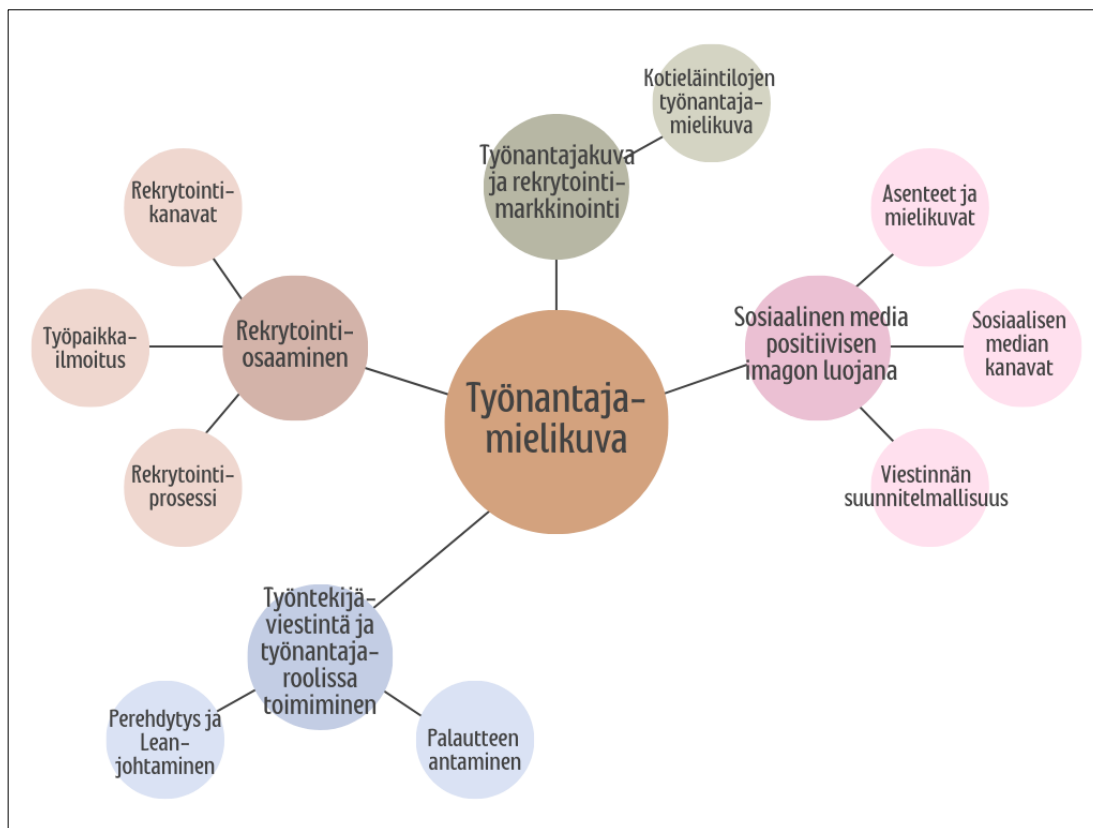 Kotieläintilojen
työnantaja-
mielikuva
Työnantajakuva
ja rekrytointi-
markkinointi
Rekrytointi-
kanavat
Työpaikka-
ilmoitus
Rekrytointi-
prosessi
Rekrytointi-
osaaminen
Työnantaja-
mielikuva
Sosiaalinen media
positiivisen
imagon luojana
Asenteet ja
mielikuvat
Sosiaalisen
median
kanavat
Viestinnän
suunnitelmallisuus
Työntekijä-
viestintä ja
työnantaja-
roolissa
toimiminen
Perehdytys ja
Lean-
johtaminen
Palautteen
antaminen